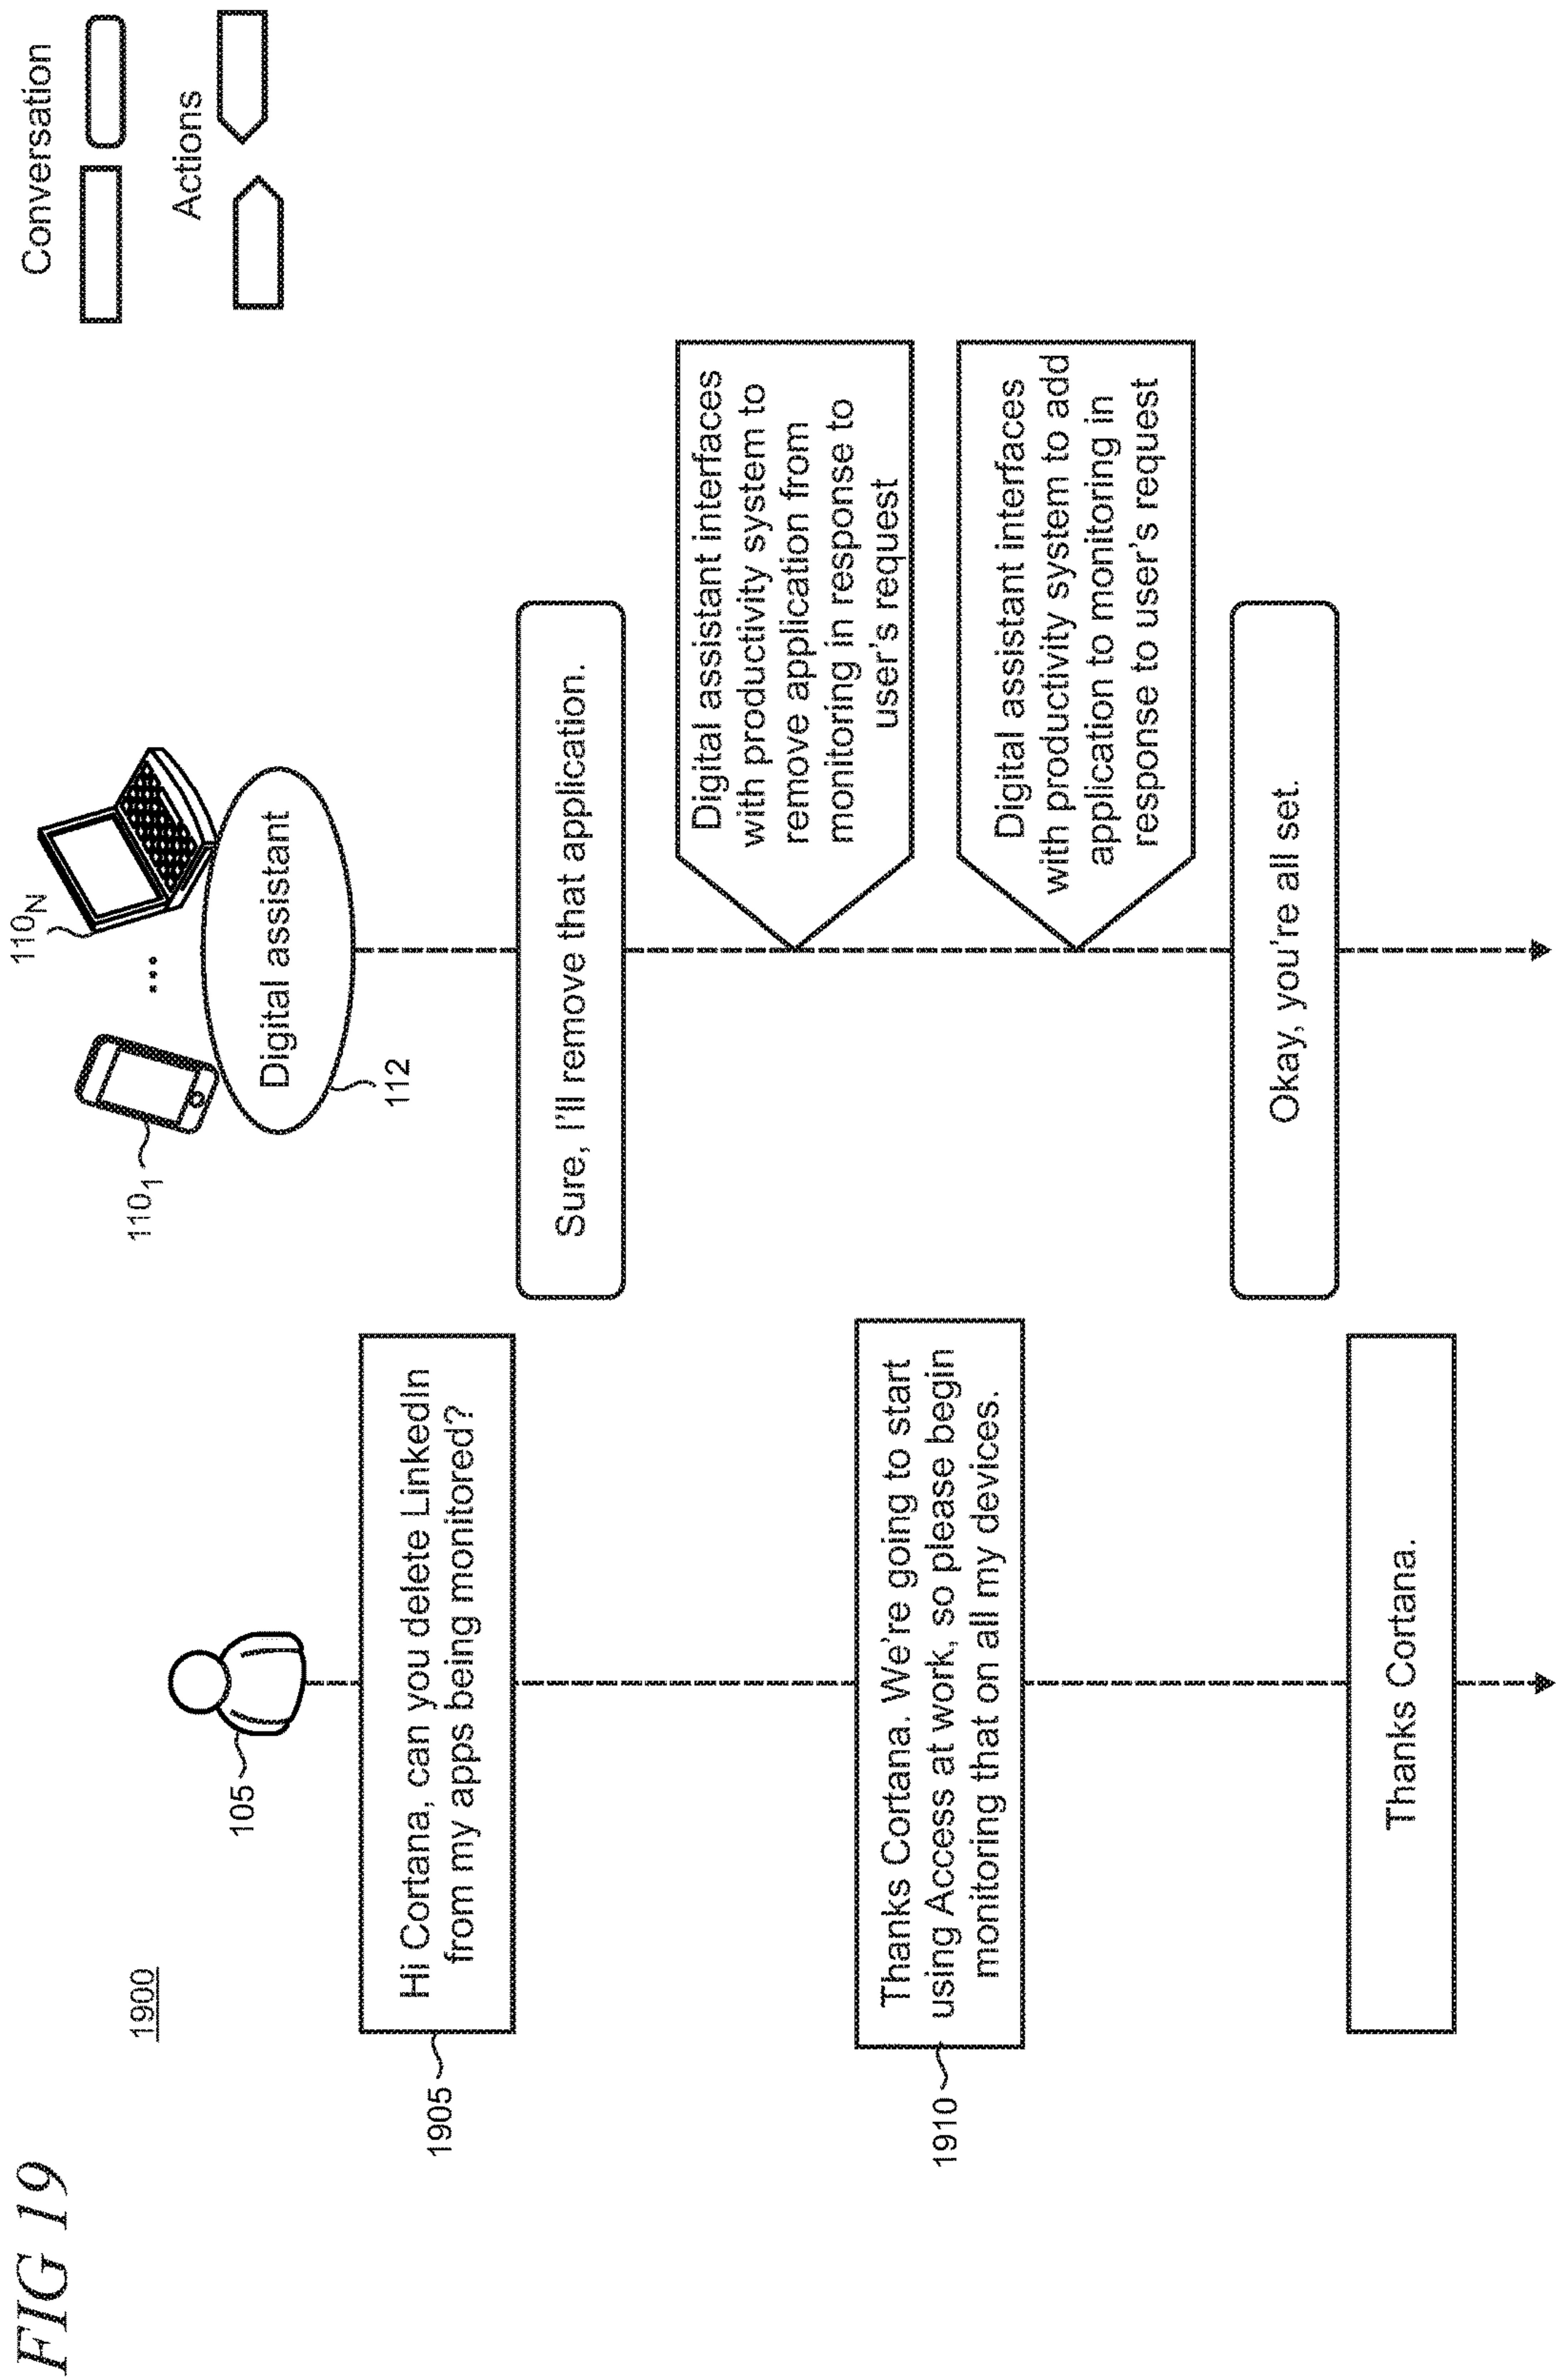 FIG 19
1900
Conversation
Actions
105
110₁
...
110N
Digital assistant
112
Hi Cortana, can you delete LinkedIn
from my apps being monitored?
1905
Sure, I'll remove that application.
Digital assistant interfaces
with productivity system to
remove application from
monitoring in response to
user's request
Thanks Cortana. We're going to start
using Access at work, so please begin
monitoring that on all my devices.
1910
Digital assistant interfaces
with productivity system to add
application to monitoring in
response to user's request
Okay, you're all set.
Thanks Cortana.